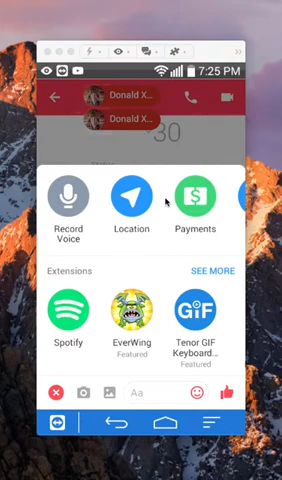 7:25 PM
Donald X...
Donald X...
30
Record
Voice
Location
Payments
Extensions
SEE MORE
Spotify
EverWing
Featured
GIF
Tenor GIF
Keyboard...
Featured
Aa